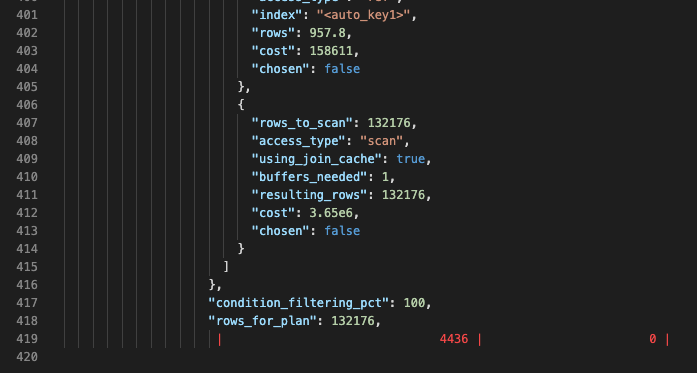 401 "index": "<auto_key1>",
402 "rows": 957.8,
403 "cost": 158611,
404 "chosen": false
405 },
406 {
407 "rows_to_scan": 132176,
408 "access_type": "scan",
409 "using_join_cache": true,
410 "buffers_needed": 1,
411 "resulting_rows": 132176,
412 "cost": 3.65e6,
413 "chosen": false
414 }
415 ]
416 },
417 "condition_filtering_pct": 100,
418 "rows_for_plan": 132176,
419 | 4436 | 0 |
420